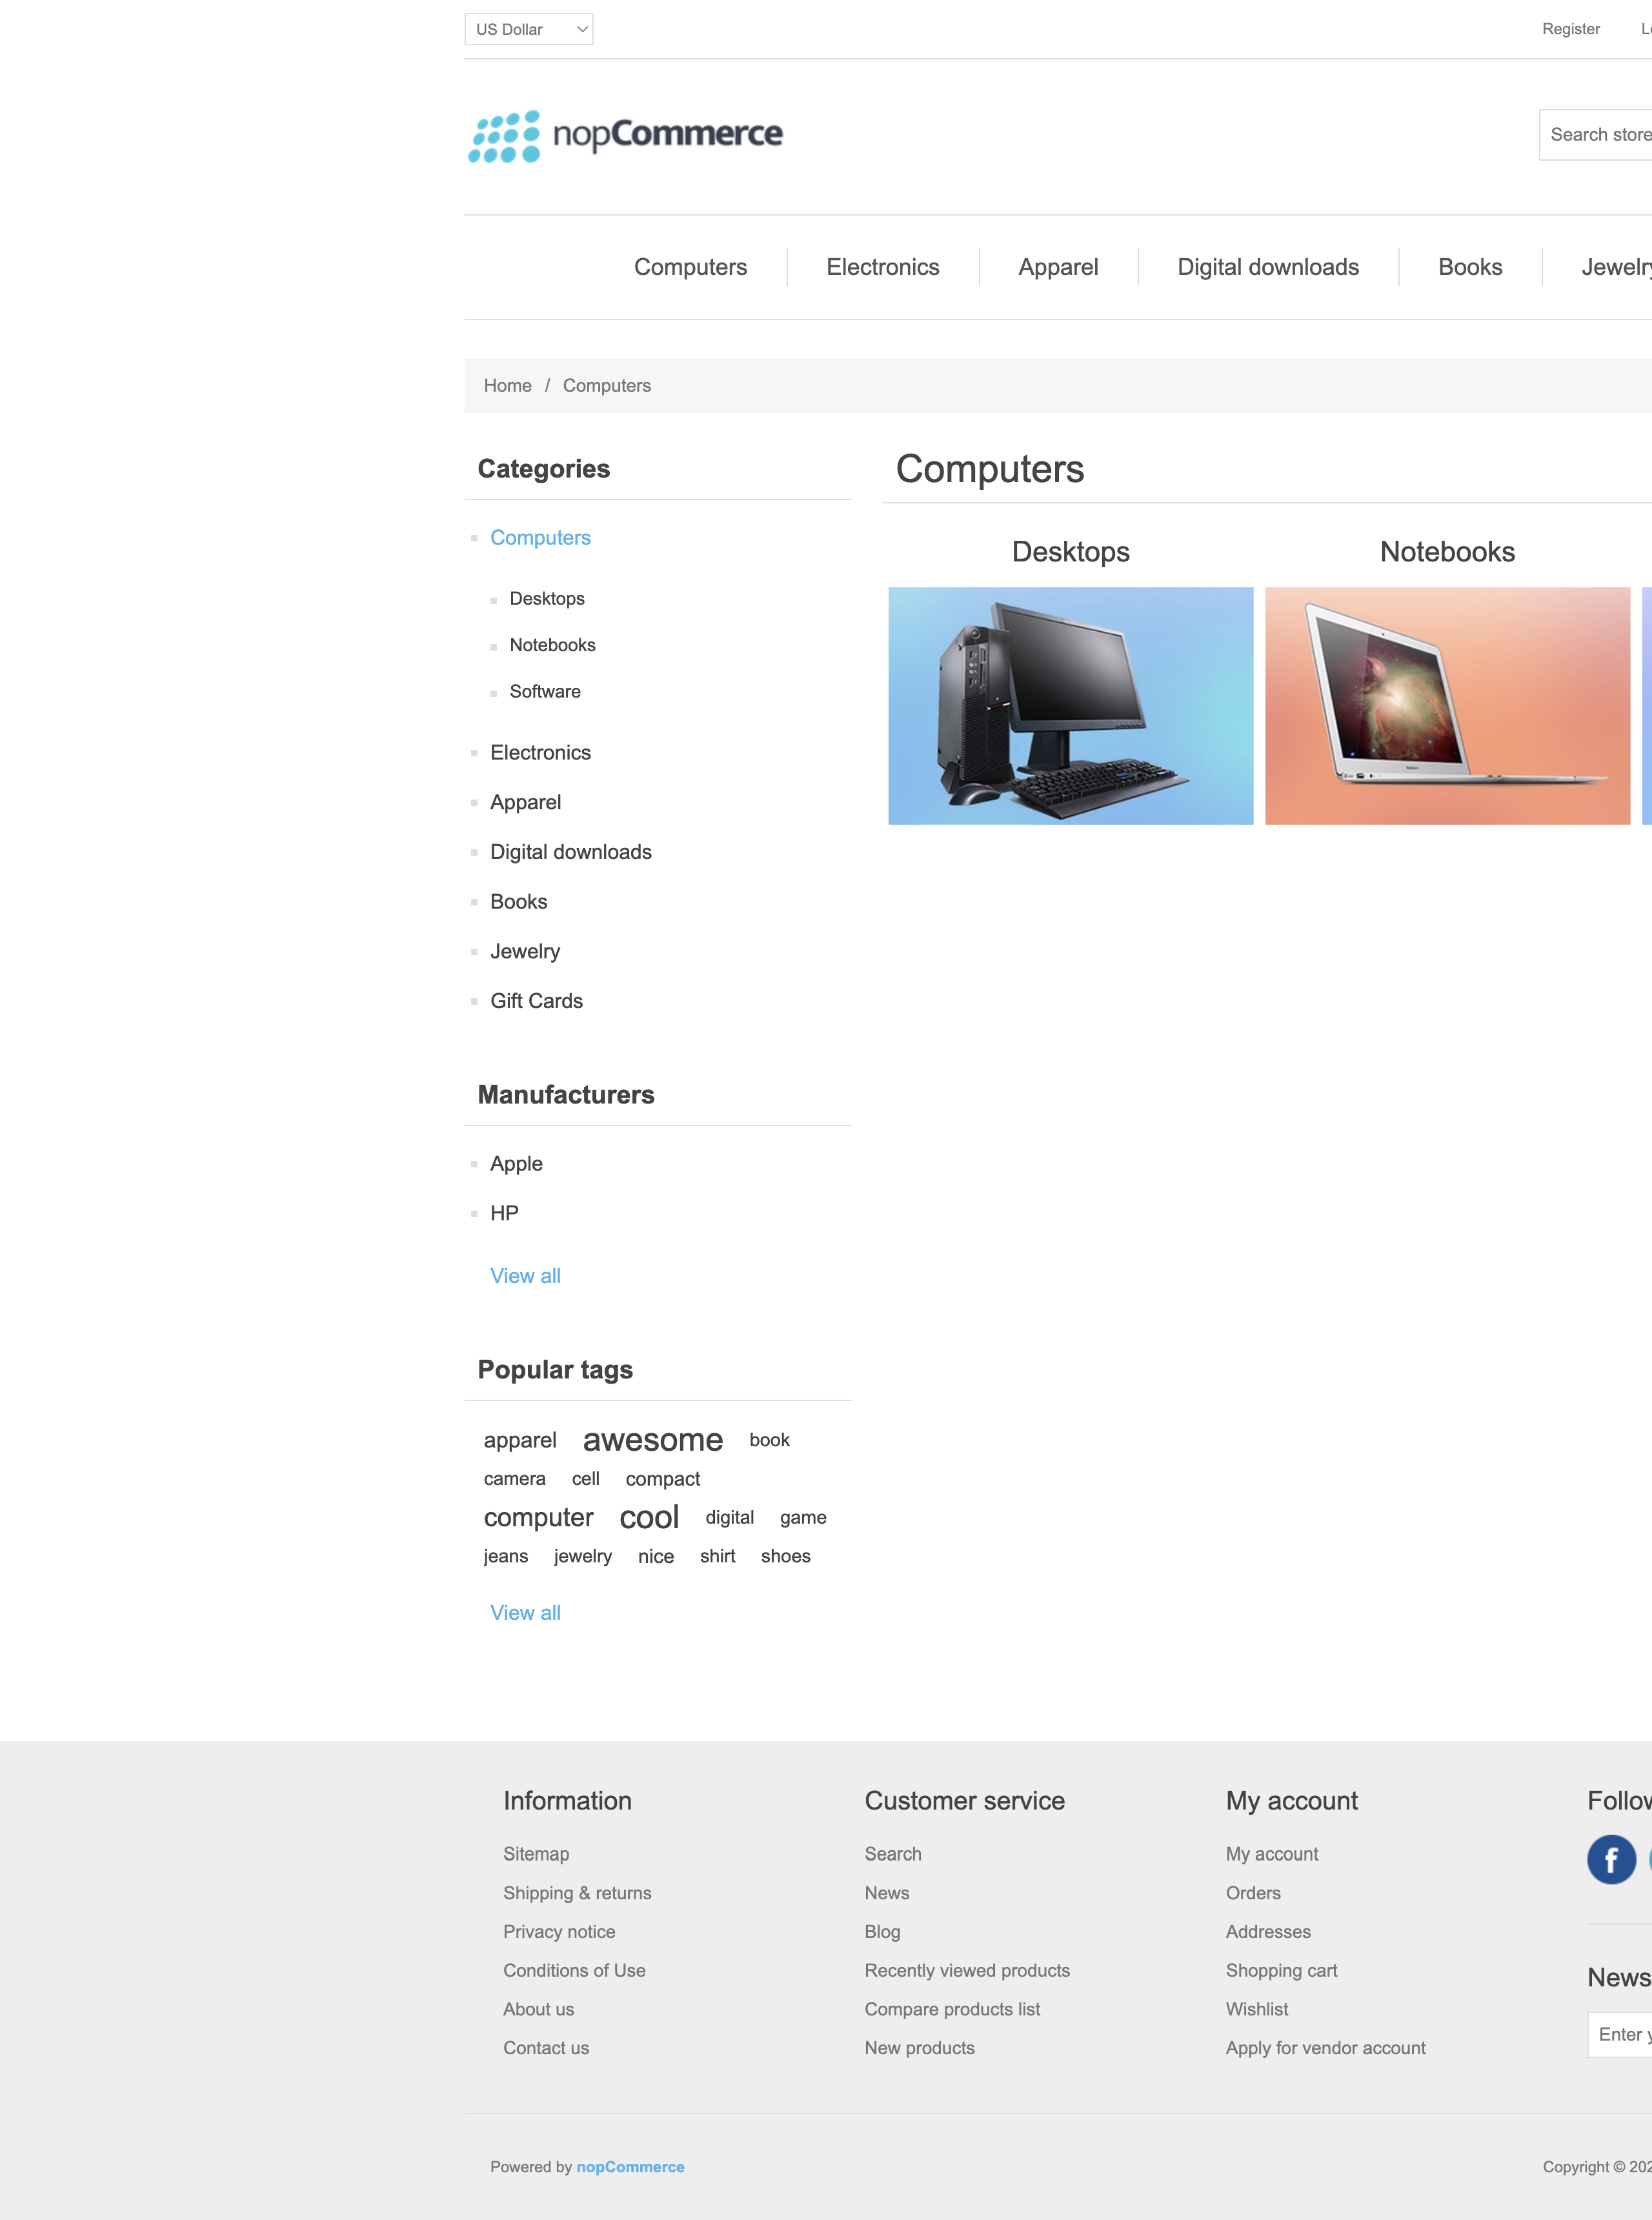 US Dollar
Register
nopCommerce
Search store
Computers
Electronics
Apparel
Digital downloads
Books
Jewelry
Home / Computers
Categories
Computers
Desktops
Notebooks
Software
Electronics
Apparel
Digital downloads
Books
Jewelry
Gift Cards
Manufacturers
Apple
HP
View all
Popular tags
apparel awesome book
camera cell compact
computer cool digital game
jeans jewelry nice shirt shoes
View all
Computers
Desktops
Notebooks
Information
Sitemap
Shipping & returns
Privacy notice
Conditions of Use
About us
Contact us
Customer service
Search
News
Blog
Recently viewed products
Compare products list
New products
My account
My account
Orders
Addresses
Shopping cart
Wishlist
Apply for vendor account
Follow
f
News
Enter
Powered by nopCommerce
Copyright © 202